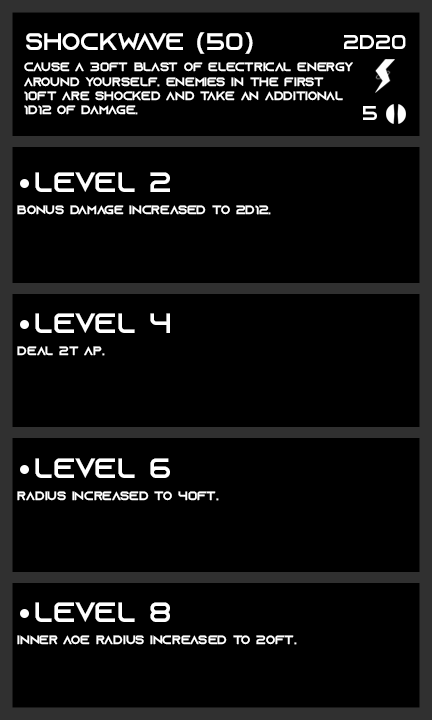 SHOCKWAVE (50) 2D20
CAUSE A 30FT BLAST OF ELECTRICAL ENERGY
AROUND YOURSELF. ENEMIES IN THE FIRST
10FT ARE SHOCKED AND TAKE AN ADDITIONAL
1D12 OF DAMAGE.
5
•LEVEL 2
BONUS DAMAGE INCREASED TO 2D12.
•LEVEL 4
DEAL 2T AP.
•LEVEL 6
RADIUS INCREASED TO 40FT.
•LEVEL 8
INNER AOE RADIUS INCREASED TO 20FT.